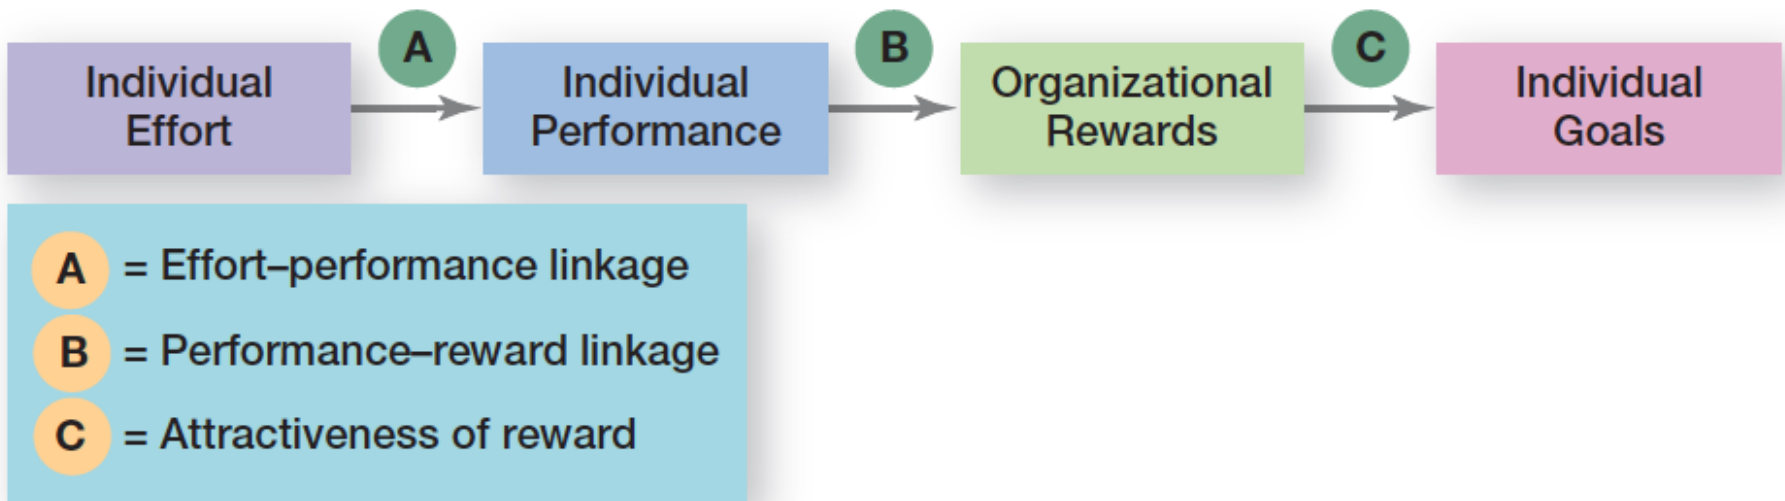 A
B
C
Individual
Effort
Individual
Performance
Organizational
Rewards
Individual
Goals
A = Effort–performance linkage
B = Performance–reward linkage
C = Attractiveness of reward